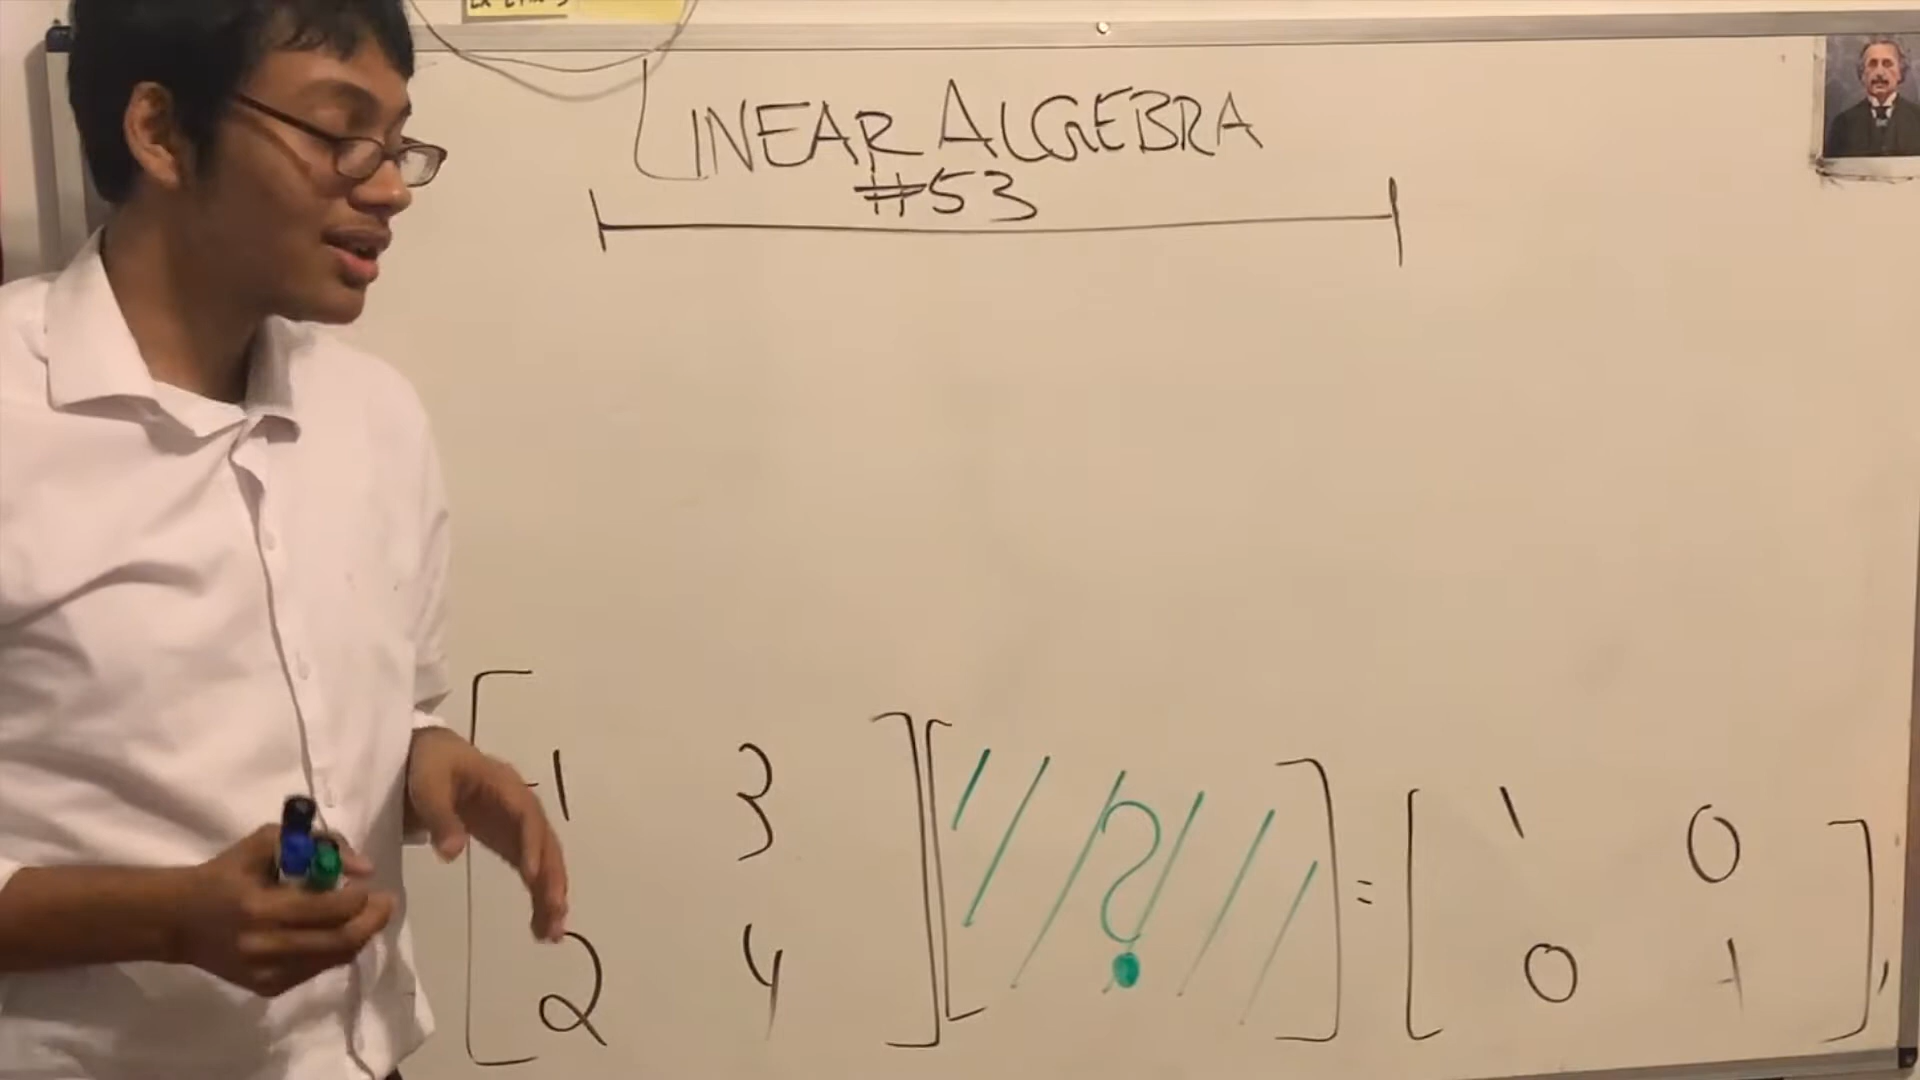 LINEAR ALGEBRA
#53
[-1 3] [?] = [1 0]
[2 4] [0 1],